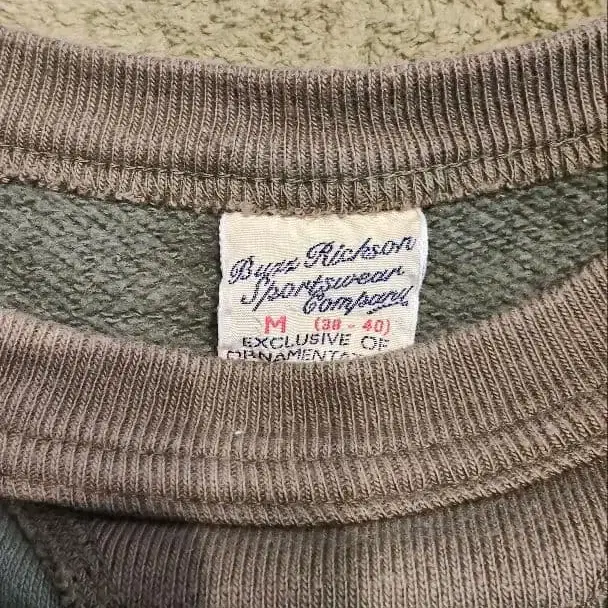 Buzz Rickson
Sportswear
Company
M (38 - 40)
EXCLUSIVE OF